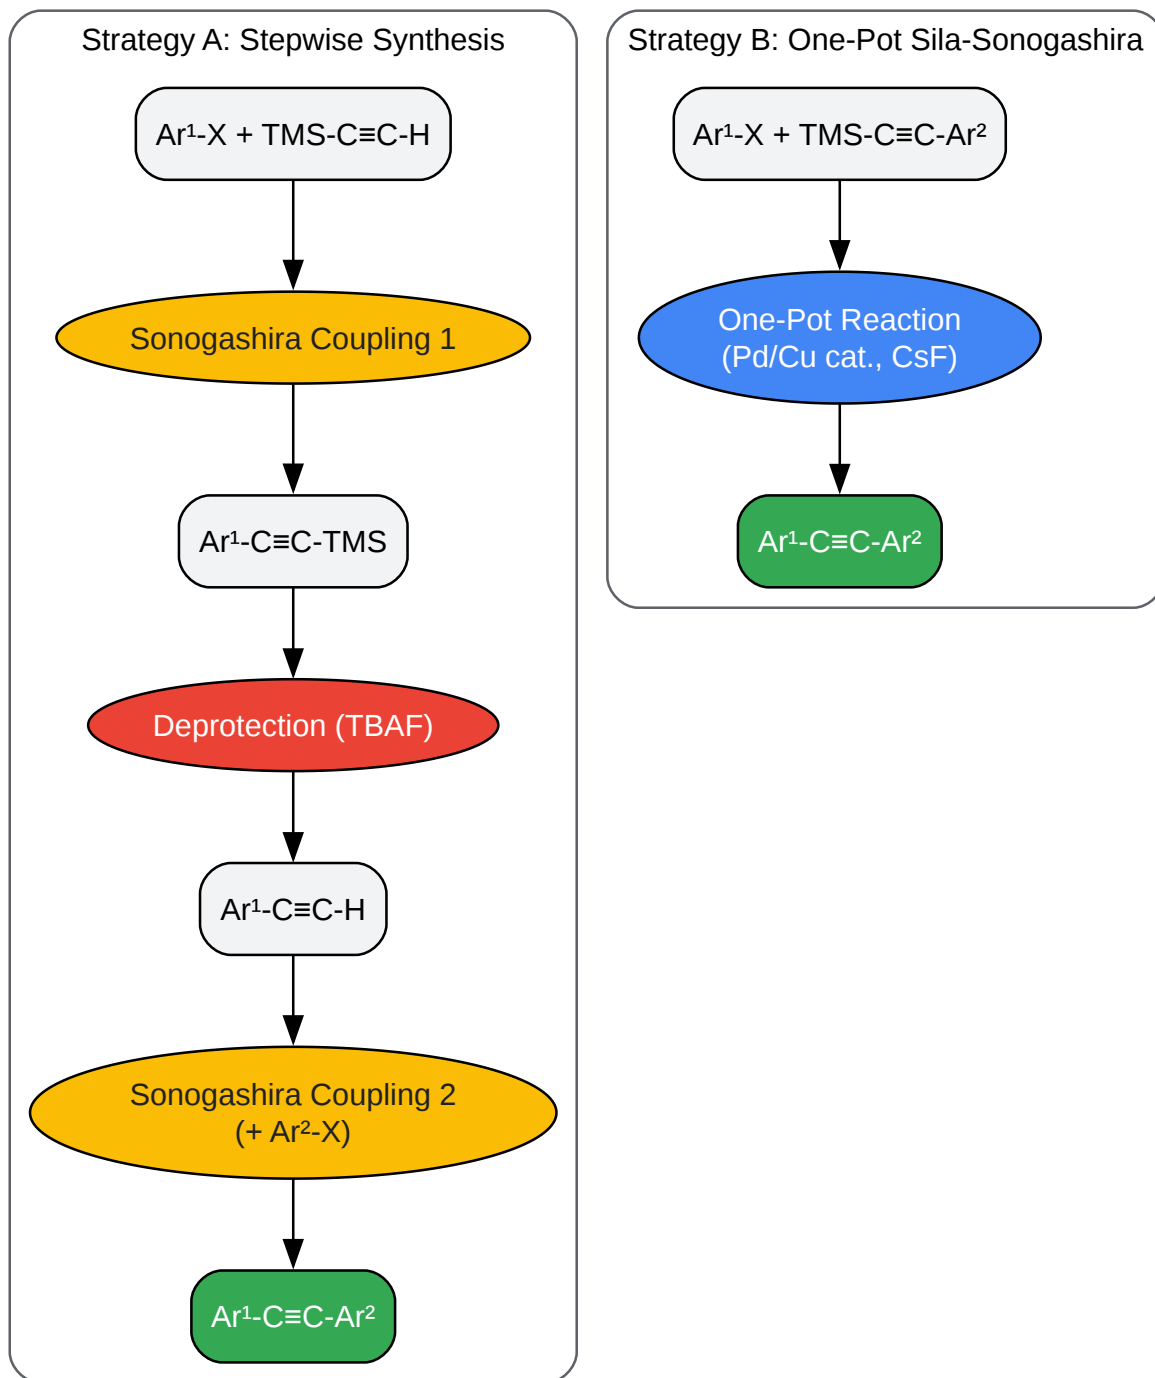 Strategy A: Stepwise Synthesis
Ar¹-X + TMS-C≡C-H
Sonogashira Coupling 1
Ar¹-C≡C-TMS
Deprotection (TBAF)
Ar¹-C≡C-H
Sonogashira Coupling 2
(+ Ar²-X)
Ar¹-C≡C-Ar²
Strategy B: One-Pot Sila-Sonogashira
Ar¹-X + TMS-C≡C-Ar²
One-Pot Reaction
(Pd/Cu cat., CsF)
Ar¹-C≡C-Ar²